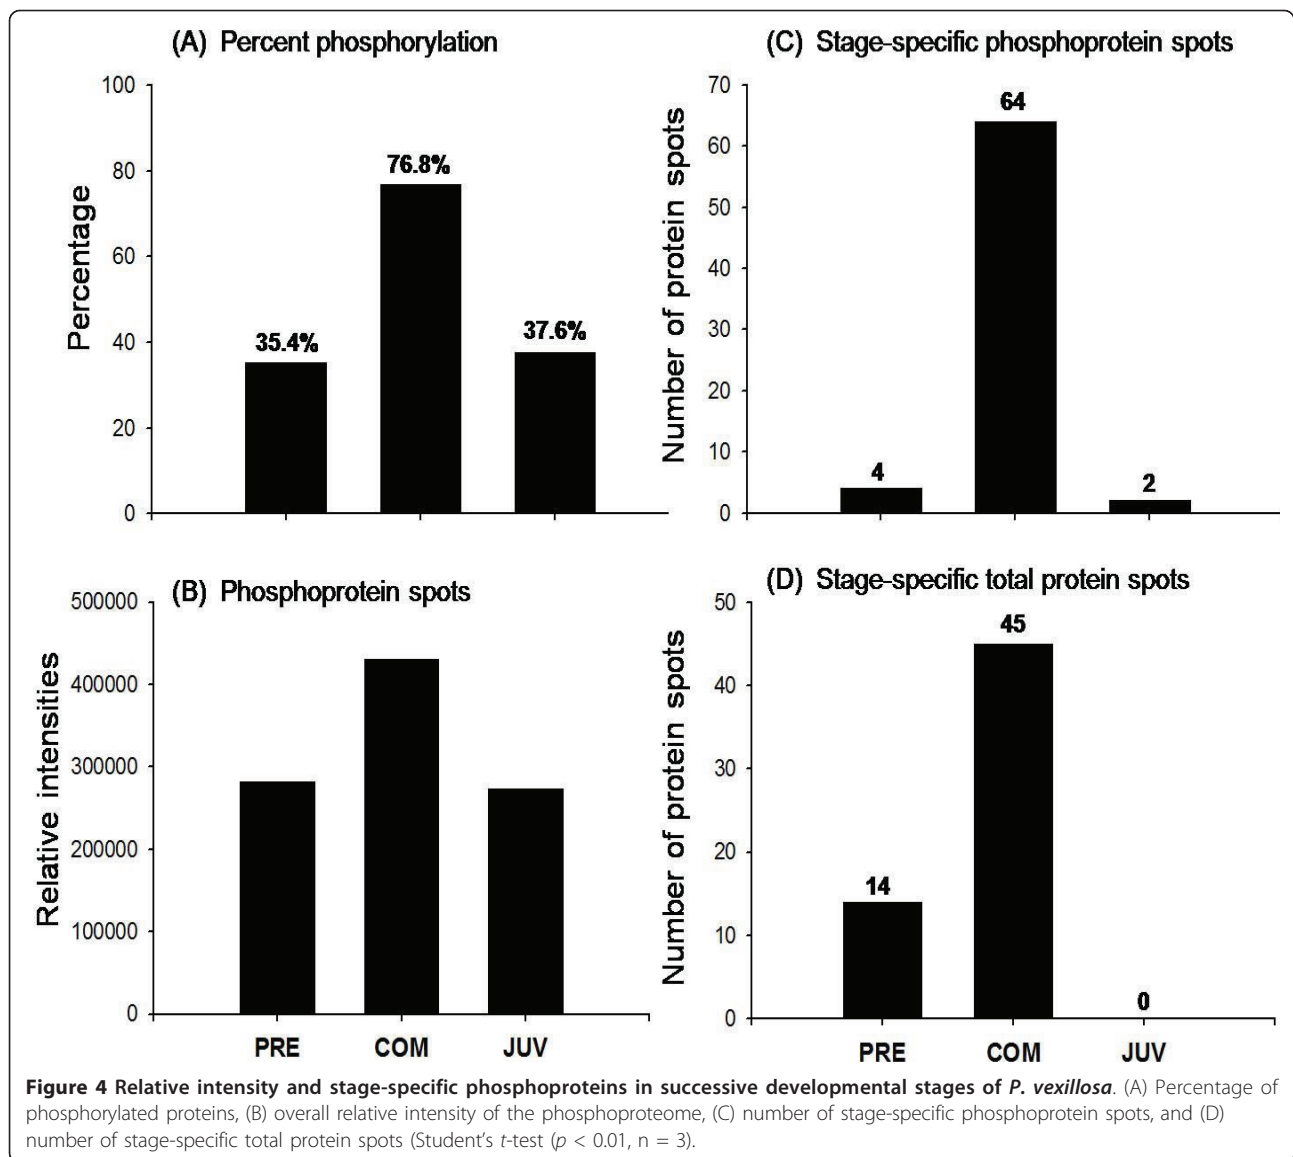 (A) Percent phosphorylation
100
80
60
40
20
0
Percentage
35.4%
76.8%
37.6%
(C) Stage-specific phosphoprotein spots
70
60
50
40
30
20
10
0
Number of protein spots
4
64
2
(B) Phosphoprotein spots
500000
400000
300000
200000
100000
0
Relative intensities
PRE COM JUV
(D) Stage-specific total protein spots
50
40
30
20
10
0
Number of protein spots
14
45
0
PRE COM JUV
Figure 4 Relative intensity and stage-specific phosphoproteins in successive developmental stages of P. vexillosa. (A) Percentage of
phosphorylated proteins, (B) overall relative intensity of the phosphoproteome, (C) number of stage-specific phosphoprotein spots, and (D)
number of stage-specific total protein spots (Student's t-test (p < 0.01, n = 3).